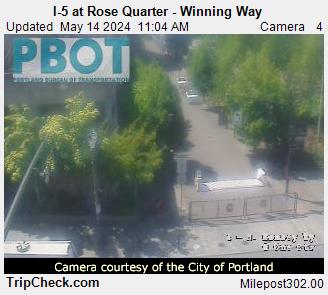 I-5 at Rose Quarter - Winning Way
Updated May 14 2024 11:04 AM Camera 4
PBOT
PORTLAND BUREAU OF TRANSPORTATION
Camera courtesy of the City of Portland
TripCheck.com Milepost302.00